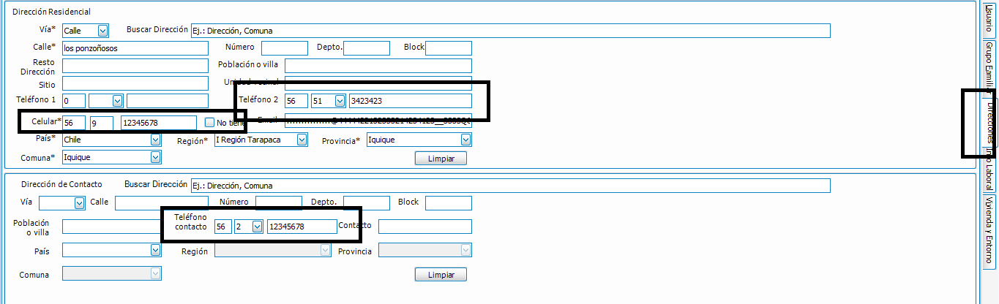 Dirección Residencial
Vía* Calle Buscar Dirección Ej.: Dirección, Comuna
Calle* los ponzoñosos Número Depto. Block
Resto Dirección Población o villa
Sitio
Teléfono 1 0 Teléfono 2 56 51 3423423
Celular* 56 9 12345678 No tiene Email
País* Chile Región* I Región Tarapaca Provincia* Iquique
Comuna* Iquique Limpiar
Dirección de Contacto Buscar Dirección Ej.: Dirección, Comuna
Vía Calle Número Depto. Block
Población o villa Teléfono contacto 56 2 12345678 Contacto
País Región Provincia
Comuna Limpiar
Usuario
Grupo Familiar
Direcciones
Info Laboral
Vivienda y Entorno